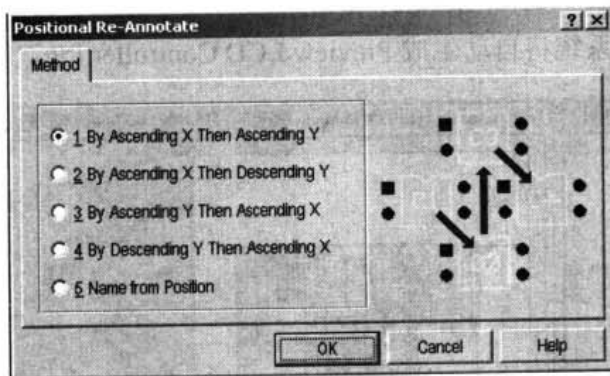 Positional Re-Annotate
Method
1 By Ascending X Then Ascending Y
2 By Ascending X Then Descending Y
3 By Ascending Y Then Ascending X
4 By Descending Y Then Ascending X
5 Name from Position
OK Cancel Help